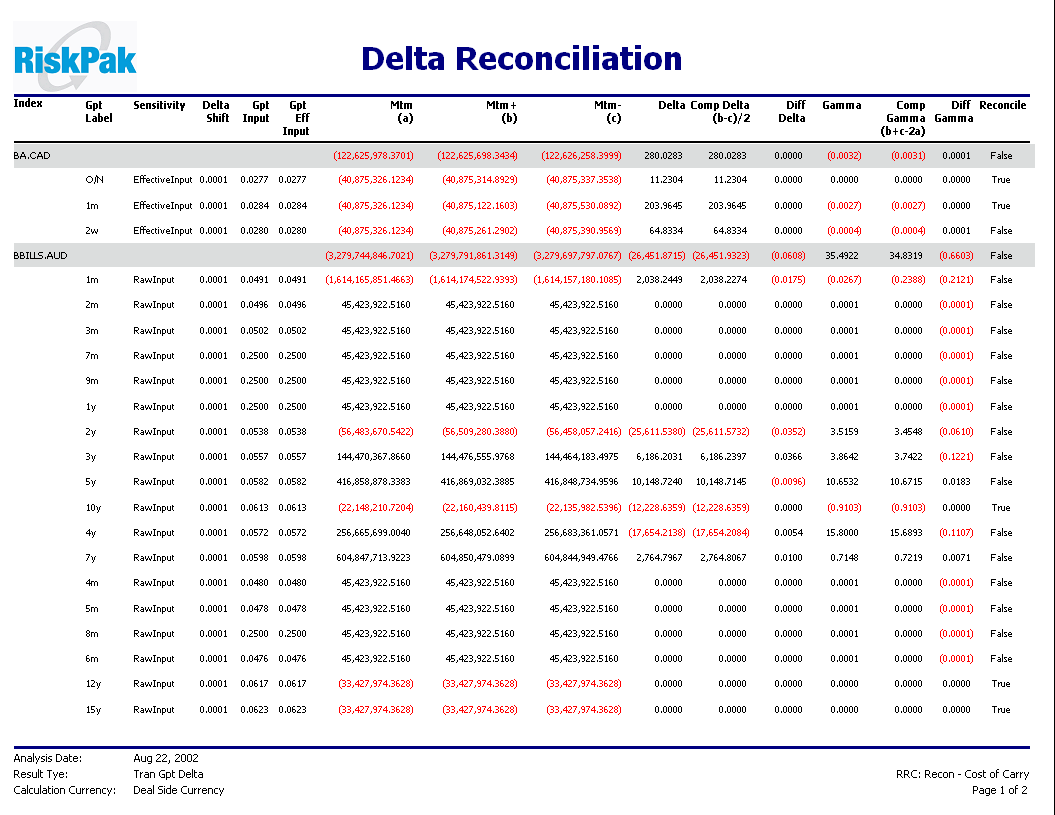 RiskPak
Delta Reconciliation
Index Gpt Label Sensitivity Delta Shift Gpt Input Gpt Eff Input Mtm (a) Mtm+ (b) Mtm- (c) Delta Comp Delta (b-c)/2 Diff Delta Gamma Comp Gamma (b+c-2a) Diff Gamma Reconcile
BA.CAD (122,625,978.3701) (122,625,698.3434) (122,626,258.3999) 280.0283 280.0283 0.0000 (0.0032) (0.0031) 0.0001 False
O/N EffectiveInput 0.0001 0.0277 0.0277 (40,875,326.1234) (40,875,314.8929) (40,875,337.3538) 11.2304 11.2304 0.0000 0.0000 0.0000 0.0000 True
1m EffectiveInput 0.0001 0.0284 0.0284 (40,875,326.1234) (40,875,122.1603) (40,875,530.0892) 203.9645 203.9645 0.0000 (0.0027) (0.0027) 0.0000 True
2w EffectiveInput 0.0001 0.0280 0.0280 (40,875,326.1234) (40,875,261.2902) (40,875,390.9569) 64.8334 64.8334 0.0000 (0.0004) (0.0004) 0.0001 False
BBILLS.AUD (3,279,744,846.7021) (3,279,791,861.3149) (3,279,697,797.0767) (26,451.8715) (26,451.9323) (0.0608) 35.4922 34.8319 (0.6603) False
1m RawInput 0.0001 0.0491 0.0491 (1,614,165,851.4663) (1,614,174,522.9393) (1,614,157,180.1085) 2,038.2449 2,038.2274 (0.0175) (0.0267) (0.2388) (0.2121) False
2m RawInput 0.0001 0.0496 0.0496 45,423,922.5160 45,423,922.5160 45,423,922.5160 0.0000 0.0000 0.0000 0.0001 0.0000 (0.0001) False
3m RawInput 0.0001 0.0502 0.0502 45,423,922.5160 45,423,922.5160 45,423,922.5160 0.0000 0.0000 0.0000 0.0001 0.0000 (0.0001) False
7m RawInput 0.0001 0.2500 0.2500 45,423,922.5160 45,423,922.5160 45,423,922.5160 0.0000 0.0000 0.0000 0.0001 0.0000 (0.0001) False
9m RawInput 0.0001 0.2500 0.2500 45,423,922.5160 45,423,922.5160 45,423,922.5160 0.0000 0.0000 0.0000 0.0001 0.0000 (0.0001) False
1y RawInput 0.0001 0.2500 0.2500 45,423,922.5160 45,423,922.5160 45,423,922.5160 0.0000 0.0000 0.0000 0.0001 0.0000 (0.0001) False
2y RawInput 0.0001 0.0538 0.0538 (56,483,670.5422) (56,509,280.3880) (56,458,057.2416) (25,611.5380) (25,611.5732) (0.0352) 3.5159 3.4548 (0.0610) False
3y RawInput 0.0001 0.0557 0.0557 144,470,367.8660 144,476,555.9768 144,464,183.4975 6,186.2031 6,186.2397 0.0366 3.8642 3.7422 (0.1221) False
5y RawInput 0.0001 0.0582 0.0582 416,858,878.3383 416,869,032.3885 416,848,734.9596 10,148.7240 10,148.7145 (0.0096) 10.6532 10.6715 0.0183 False
10y RawInput 0.0001 0.0613 0.0613 (22,148,210.7204) (22,160,439.8115) (22,135,982.5396) (12,228.6359) (12,228.6359) 0.0000 (0.9103) (0.9103) 0.0000 True
4y RawInput 0.0001 0.0572 0.0572 256,665,699.0040 256,648,052.6402 256,683,361.0571 (17,654.2138) (17,654.2084) 0.0054 15.8000 15.6893 (0.1107) False
7y RawInput 0.0001 0.0598 0.0598 604,847,713.9223 604,850,479.0899 604,844,949.4766 2,764.7967 2,764.8067 0.0100 0.7148 0.7219 0.0071 False
4m RawInput 0.0001 0.0480 0.0480 45,423,922.5160 45,423,922.5160 45,423,922.5160 0.0000 0.0000 0.0000 0.0001 0.0000 (0.0001) False
5m RawInput 0.0001 0.0478 0.0478 45,423,922.5160 45,423,922.5160 45,423,922.5160 0.0000 0.0000 0.0000 0.0001 0.0000 (0.0001) False
8m RawInput 0.0001 0.2500 0.2500 45,423,922.5160 45,423,922.5160 45,423,922.5160 0.0000 0.0000 0.0000 0.0001 0.0000 (0.0001) False
6m RawInput 0.0001 0.0476 0.0476 45,423,922.5160 45,423,922.5160 45,423,922.5160 0.0000 0.0000 0.0000 0.0001 0.0000 (0.0001) False
12y RawInput 0.0001 0.0617 0.0617 (33,427,974.3628) (33,427,974.3628) (33,427,974.3628) 0.0000 0.0000 0.0000 0.0000 0.0000 0.0000 True
15y RawInput 0.0001 0.0623 0.0623 (33,427,974.3628) (33,427,974.3628) (33,427,974.3628) 0.0000 0.0000 0.0000 0.0000 0.0000 0.0000 True
Analysis Date: Aug 22, 2002
Result Tye: Tran Gpt Delta RRC: Recon - Cost of Carry
Calculation Currency: Deal Side Currency Page 1 of 2